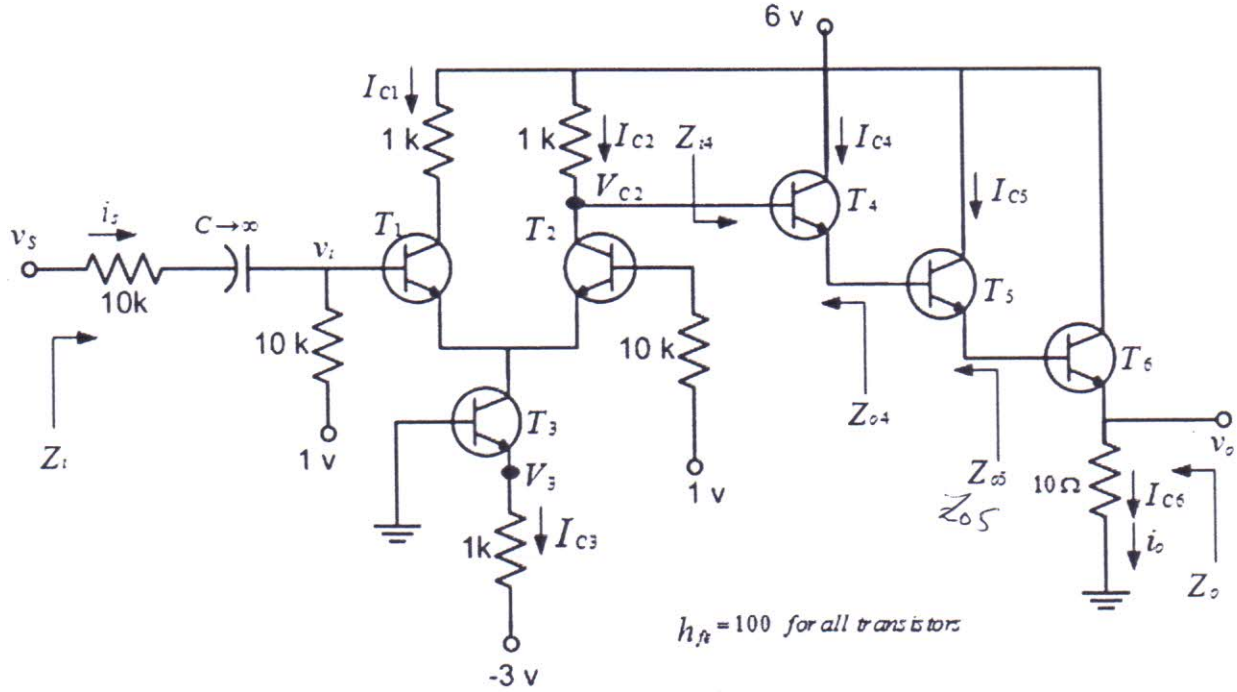 6 v
I_C1
1 k
1 k
I_C2
Z_i4
I_C4
V_C2
T_4
I_C5
i_s
C→∞
v_i
T_1
T_2
v_s
10k
T_5
10 k
10 k
T_6
Z_i
T_3
Z_o4
v_o
1 v
V_3
1 v
Z_o5
10 Ω
I_C6
Z_o5
1k
I_C3
i_o
Z_o
h_fe = 100 for all transistors
-3 v